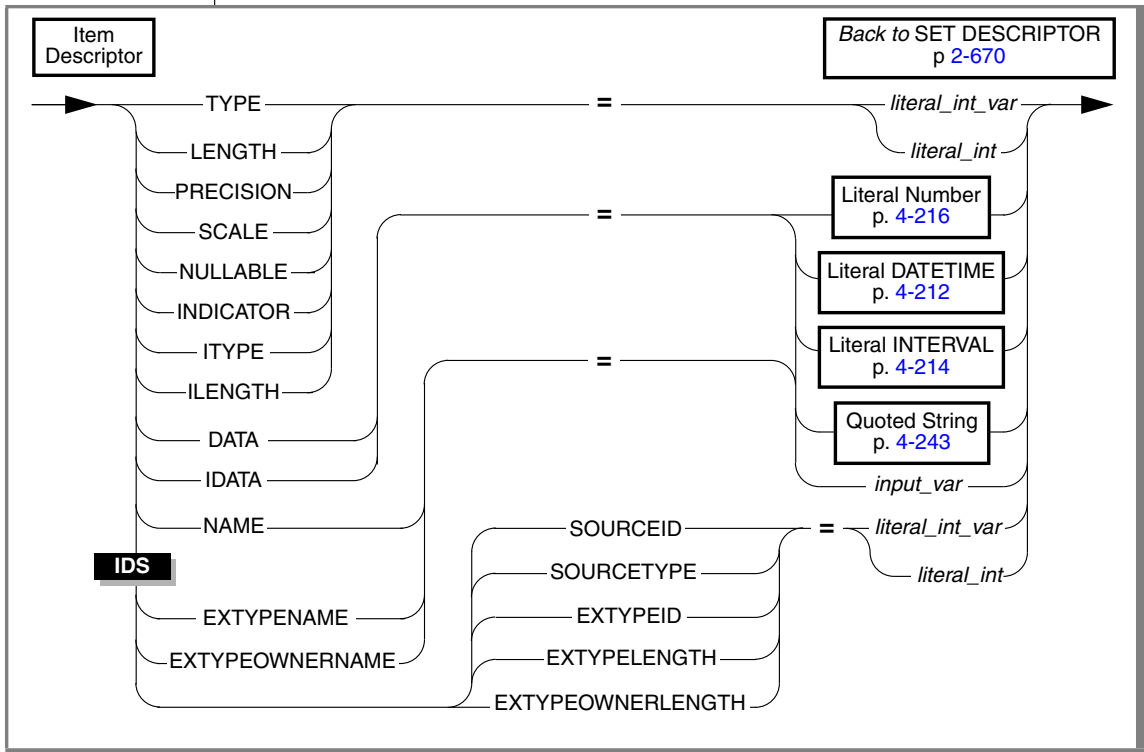 Item
Descriptor
Back to SET DESCRIPTOR
p 2-670
TYPE
=
literal_int_var
LENGTH
literal_int
PRECISION
SCALE
NULLABLE
INDICATOR
ITYPE
ILENGTH
DATA
IDATA
=
Literal Number
p. 4-216
Literal DATETIME
p. 4-212
Literal INTERVAL
p. 4-214
Quoted String
p. 4-243
input_var
=
NAME
IDS
EXTYPENAME
EXTYPEOWNERNAME
SOURCEID
SOURCETYPE
EXTYPEID
EXTYPELENGTH
EXTYPEOWNERLENGTH
=
literal_int_var
literal_int